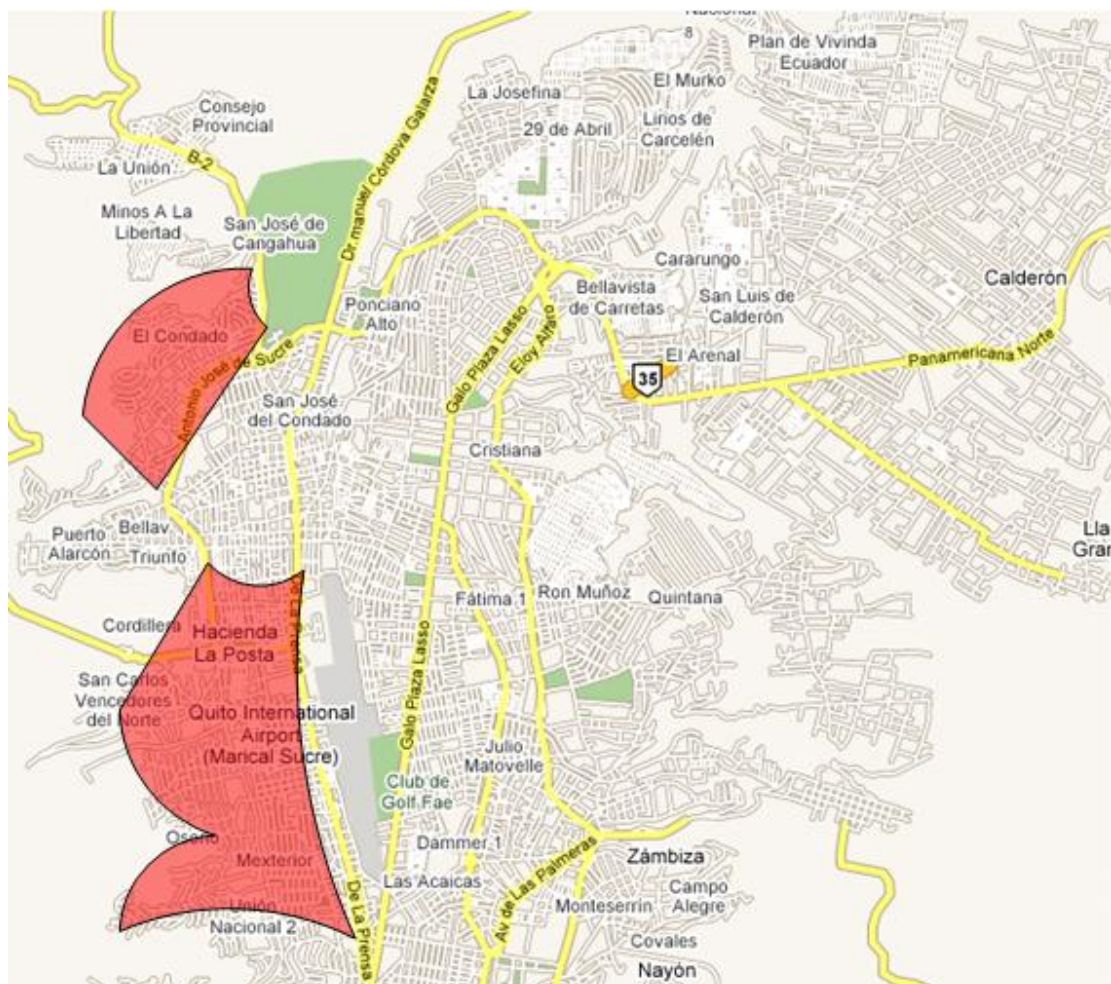 Nacional
8
Plan de Vivinda
Ecuador
El Murko
La Josefina
Consejo
Provincial
29 de Abril
Lirios de
Carcelén
B-2
La Unión
Dr.manuel Córdova Galarza
Minos A La
Libertad
San José de
Cangahua
Cararungo
Calderón
Bellavista
de Carretas
San Luis de
Calderón
Ponciano
Alto
El Condado
Antonio José de Sucre
Galo Plaza Lasso
Eloy Alfaro
El Arenal
Panamericana Norte
35
San José
del Condado
Cristiana
Puerto
Alarcón
Bellav
Triunfo
Fátima 1
Ron Muñoz
Quintana
Cordillera
Hacienda
La Posta
De La Prensa
San Carlos
Vencedores
del Norte
Quito International
Airport
(Marical Sucre)
Galo Plaza Lasso
Julio
Matovelle
Club de
Golf Fae
Osorio
Mexterior
Dammer 1
Las Acaicas
Av de Las Palmeras
Zámbiza
Campo
Alegre
Monteserrin
Unión
Nacional 2
De La Prensa
Covales
Nayón